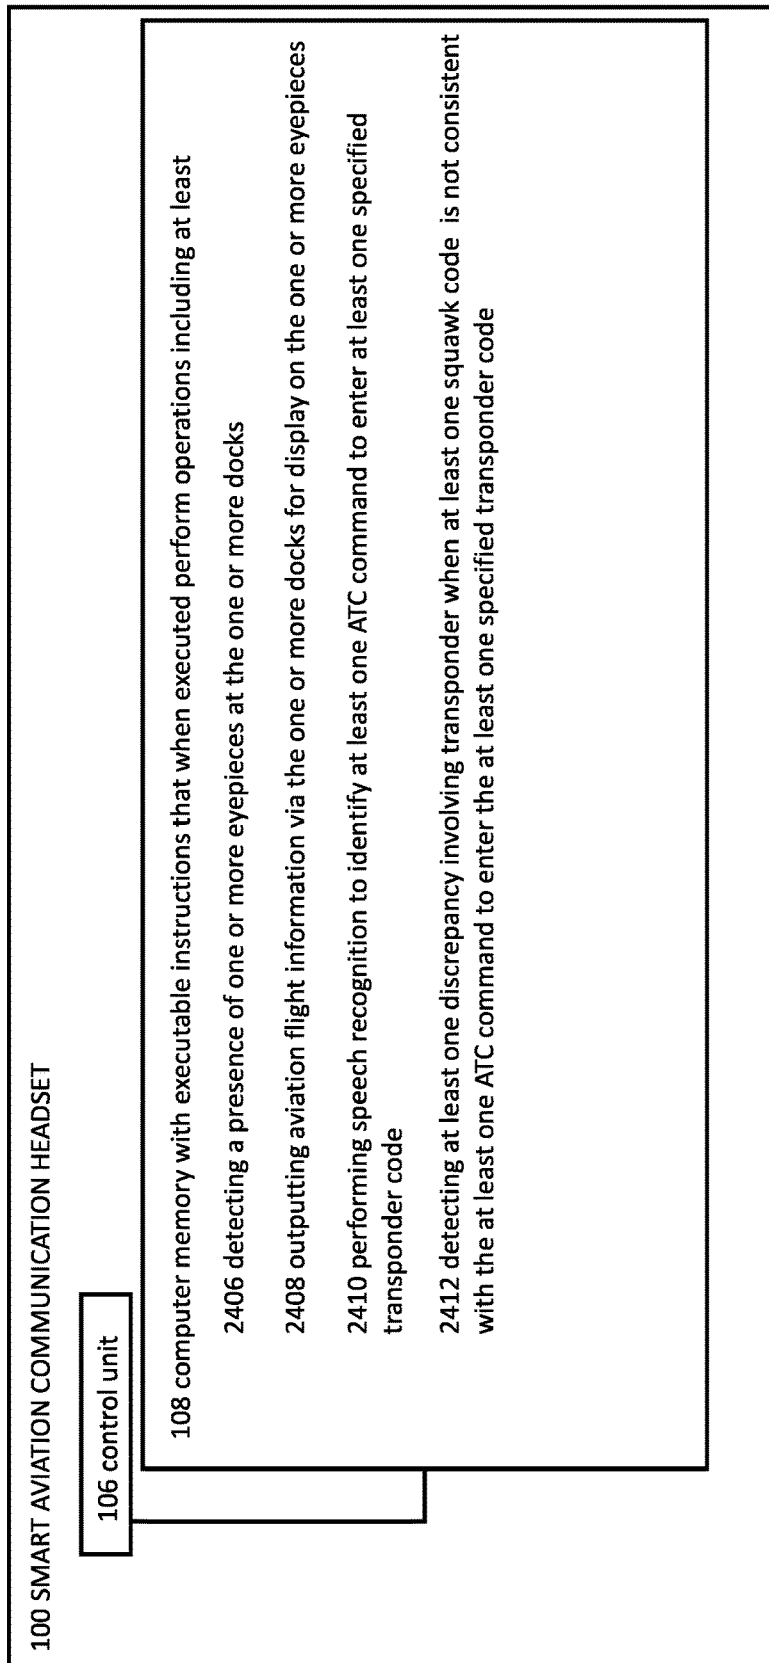 100 SMART AVIATION COMMUNICATION HEADSET
106 control unit
108 computer memory with executable instructions that when executed perform operations including at least
2406 detecting a presence of one or more eyepieces at the one or more docks
2408 outputting aviation flight information via the one or more docks for display on the one or more eyepieces
2410 performing speech recognition to identify at least one ATC command to enter at least one specified
transponder code
2412 detecting at least one discrepancy involving transponder when at least one squawk code is not consistent
with the at least one ATC command to enter the at least one specified transponder code